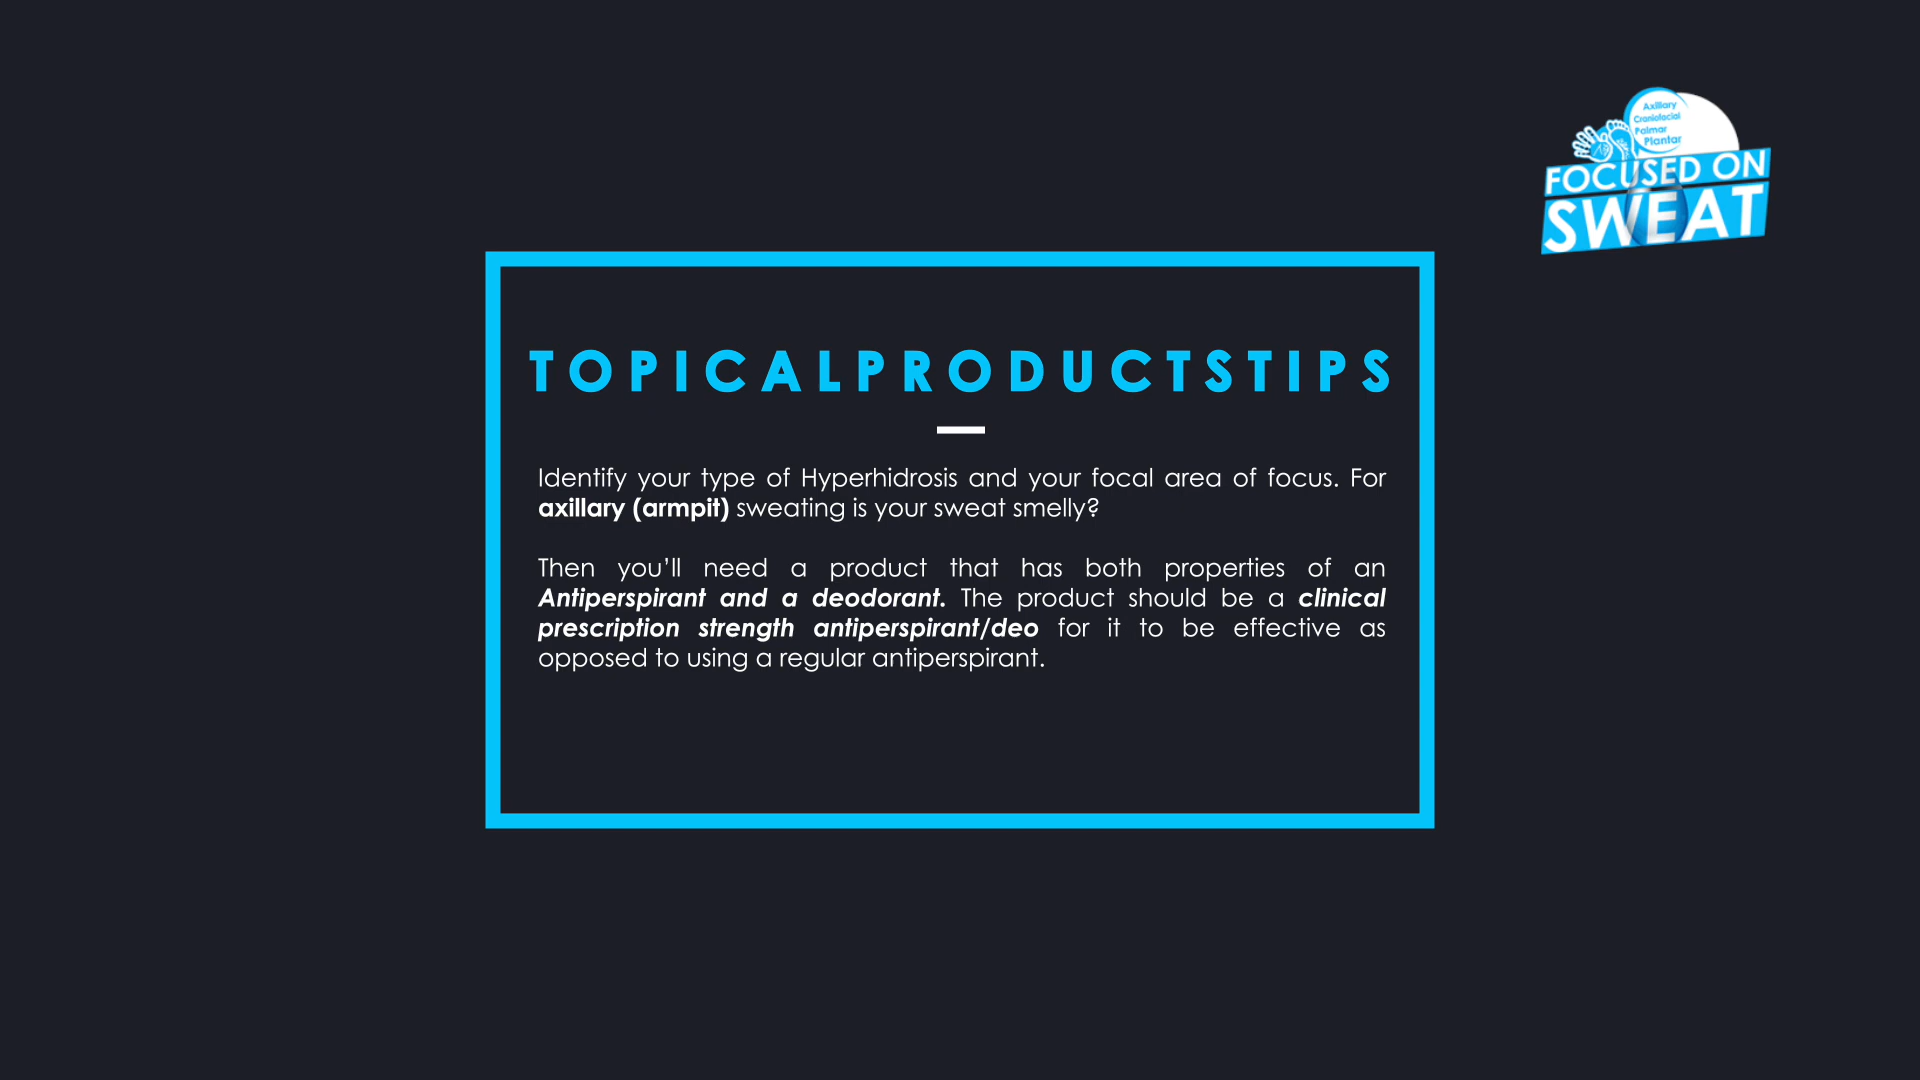 Axillary
Craniofacial
Palmar
Plantar
FOCUSED ON
SWEAT
TOPICALPRODUCTSTIPS
Identify your type of Hyperhidrosis and your focal area of focus. For
axillary (armpit) sweating is your sweat smelly?
Then you’ll need a product that has both properties of an
Antiperspirant and a deodorant. The product should be a clinical
prescription strength antiperspirant/deo for it to be effective as
opposed to using a regular antiperspirant.